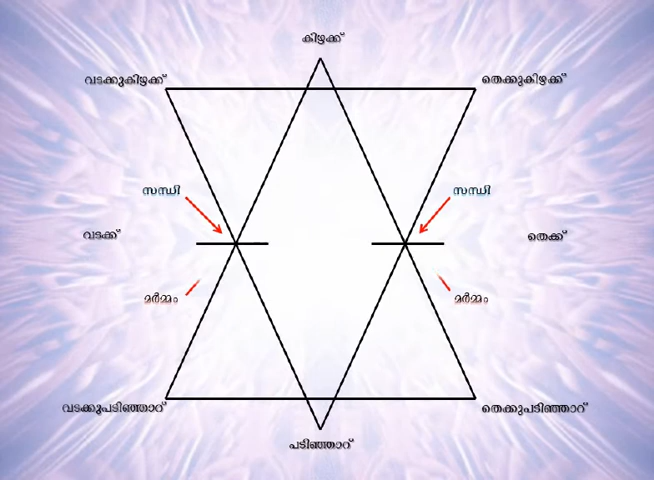 കിഴക്ക്
വടക്കുകിഴക്ക്
തെക്കുകിഴക്ക്
സന്ധി
സന്ധി
വടക്ക്
തെക്ക്
മർമ്മം
മർമ്മം
വടക്കുപടിഞ്ഞാറ്
തെക്കുപടിഞ്ഞാറ്
പടിഞ്ഞാറ്